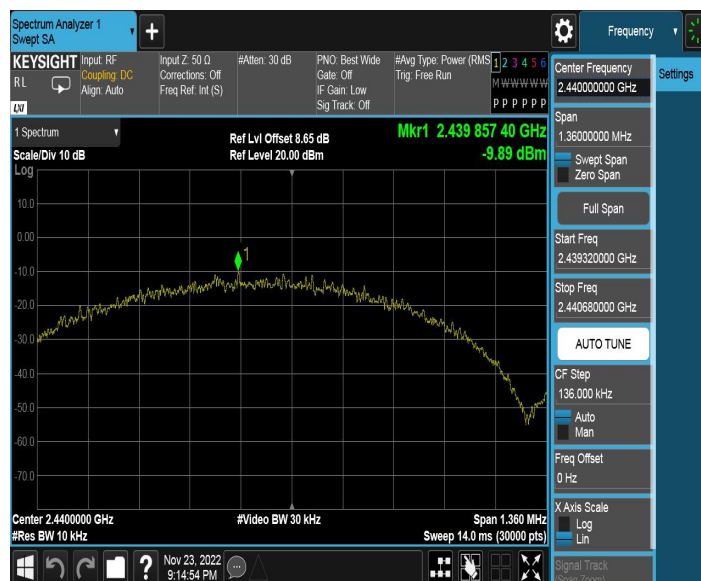 Spectrum Analyzer 1
Swept SA
+
Frequency
KEYSIGHT
RL
LXI
Input: RF
Coupling: DC
Align: Auto
Input Z: 50 Ω
Corrections: Off
Freq Ref: Int (S)
#Atten: 30 dB
PNO: Best Wide
Gate: Off
IF Gain: Low
Sig Track: Off
#Avg Type: Power (RMS
Trig: Free Run
1 2 3 4 5 6
M W W W W W
P P P P P P
1 Spectrum
Scale/Div 10 dB
Log
Ref Lvl Offset 8.65 dB
Ref Level 20.00 dBm
Mkr1 2.439 857 40 GHz
-9.89 dBm
10.0
0.00
-10.0
-20.0
-30.0
-40.0
-50.0
-60.0
-70.0
1
Center 2.4400000 GHz
#Res BW 10 kHz
#Video BW 30 kHz
Span 1.360 MHz
Sweep 14.0 ms (30000 pts)
Nov 23, 2022
9:14:54 PM
?
Center Frequency
2.440000000 GHz
Span
1.36000000 MHz
Swept Span
Zero Span
Full Span
Start Freq
2.439320000 GHz
Stop Freq
2.440680000 GHz
AUTO TUNE
CF Step
136.000 kHz
Auto
Man
Freq Offset
0 Hz
X Axis Scale
Log
Lin
Signal Track
(Span Zoom)
Settings